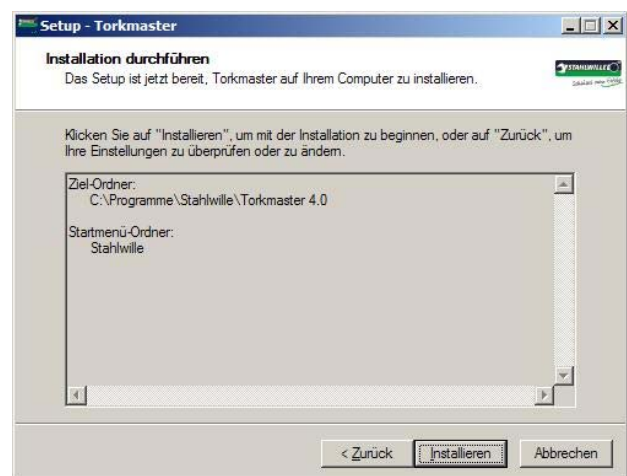 Setup - Torkmaster
Installation durchführen
Das Setup ist jetzt bereit, Torkmaster auf Ihrem Computer zu installieren.
STAHLWILLE
Klicken Sie auf "Installieren", um mit der Installation zu beginnen, oder auf "Zurück", um
Ihre Einstellungen zu überprüfen oder zu ändern.
Ziel-Ordner:
C:\Programme\Stahlwille\Torkmaster 4.0
Startmenü-Ordner:
Stahlwille
< Zurück
Installieren
Abbrechen